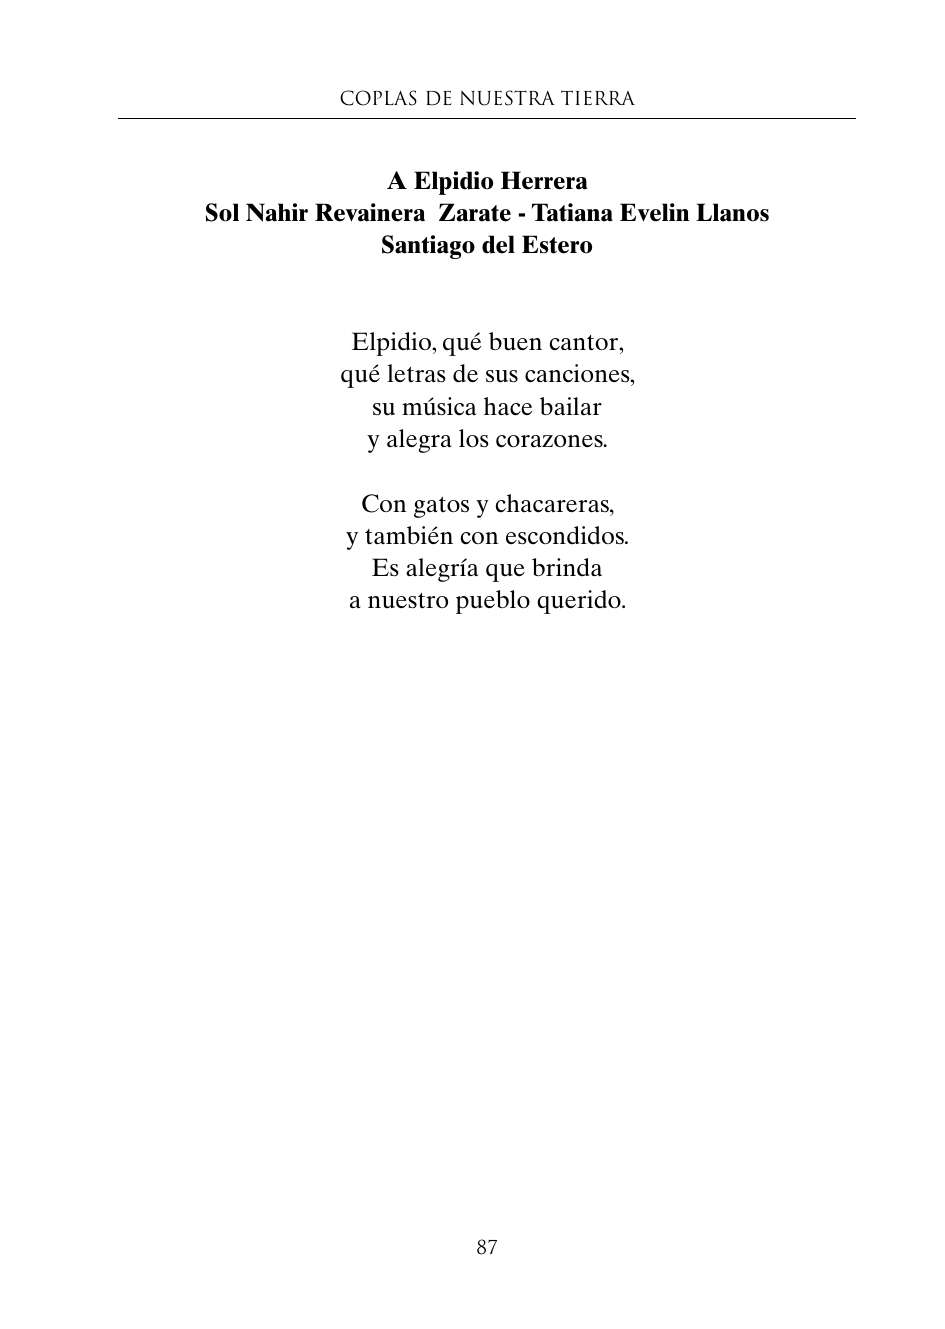 COPLAS DE NUESTRA TIERRA
A Elpidio Herrera
Sol Nahir Revainera Zarate - Tatiana Evelin Llanos
Santiago del Estero
Elpidio, qué buen cantor,
qué letras de sus canciones,
su música hace bailar
y alegra los corazones.
Con gatos y chacareras,
y también con escondidos.
Es alegría que brinda
a nuestro pueblo querido.
87